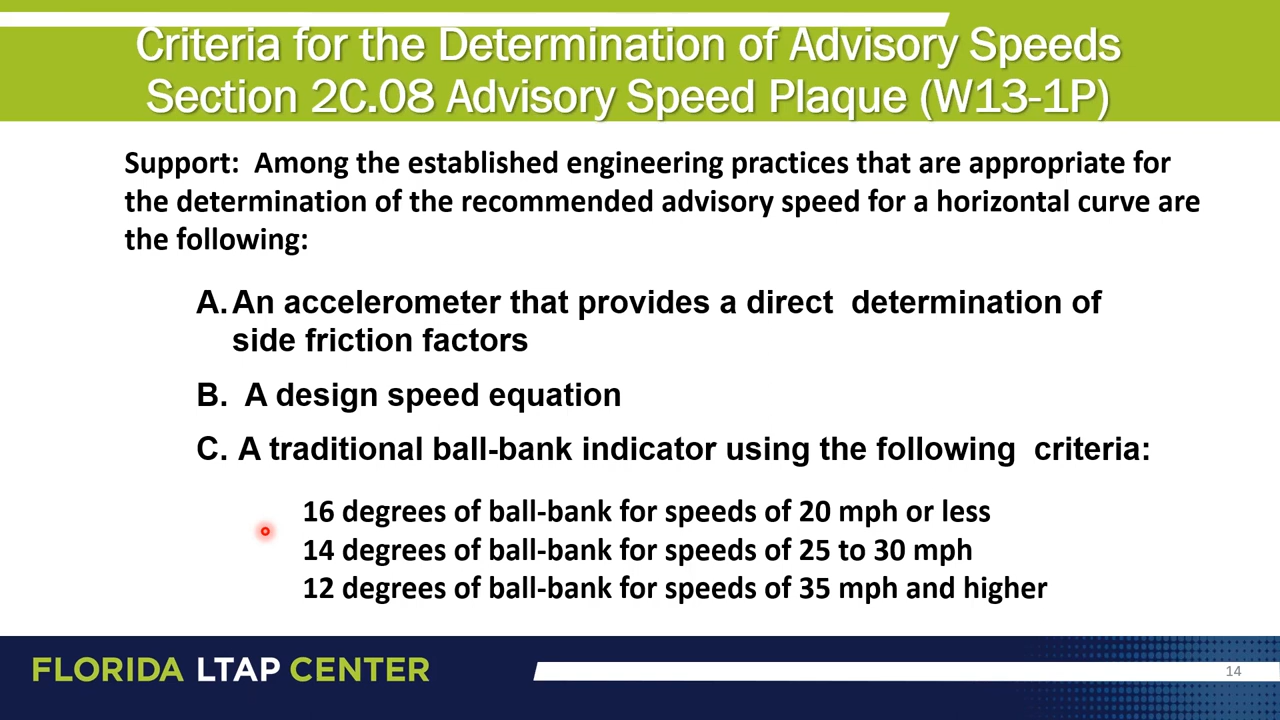 Criteria for the Determination of Advisory Speeds
Section 2C.08 Advisory Speed Plaque (W13-1P)
Support:  Among the established engineering practices that are appropriate for
the determination of the recommended advisory speed for a horizontal curve are
the following:
A. An accelerometer that provides a direct  determination of
side friction factors
B.  A design speed equation
C. A traditional ball-bank indicator using the following  criteria:
16 degrees of ball-bank for speeds of 20 mph or less
14 degrees of ball-bank for speeds of 25 to 30 mph
12 degrees of ball-bank for speeds of 35 mph and higher
FLORIDA LTAP CENTER
14